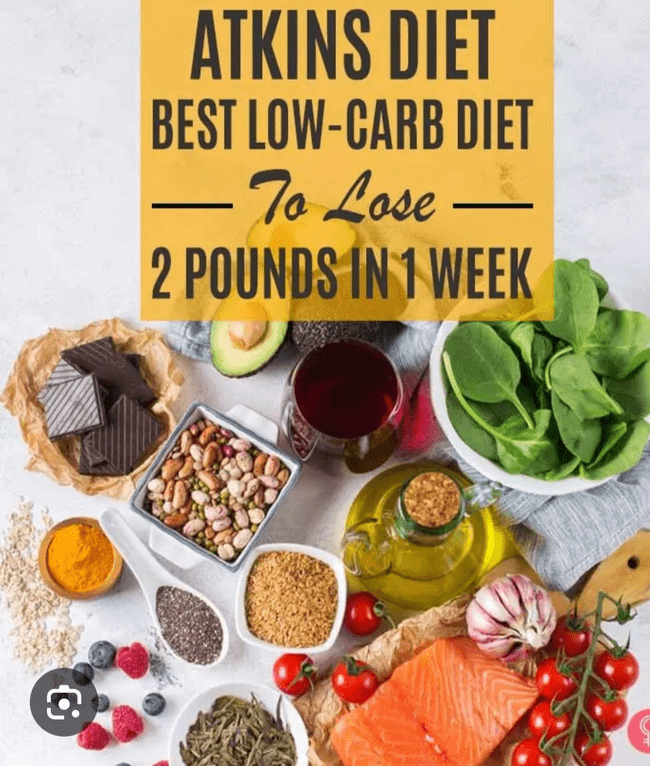 ATKINS DIET
BEST LOW-CARB DIET
To Lose
2 POUNDS IN 1 WEEK